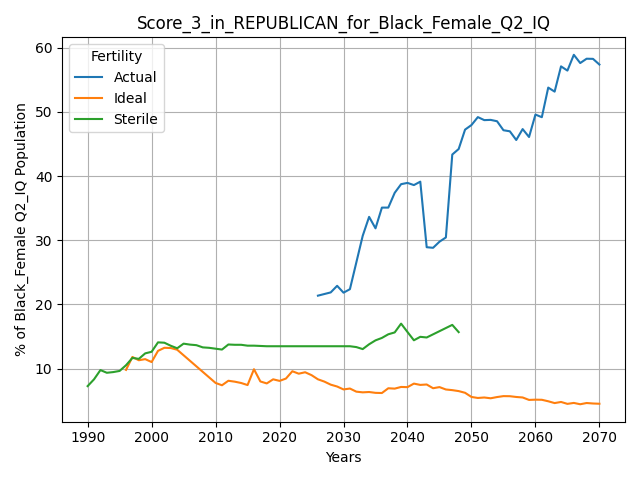 Score_3_in_REPUBLICAN_for_Black_Female_Q2_IQ
% of Black_Female Q2_IQ Population
60
50
40
30
20
10
Fertility
Actual
Ideal
Sterile
1990 2000 2010 2020 2030 2040 2050 2060 2070
Years